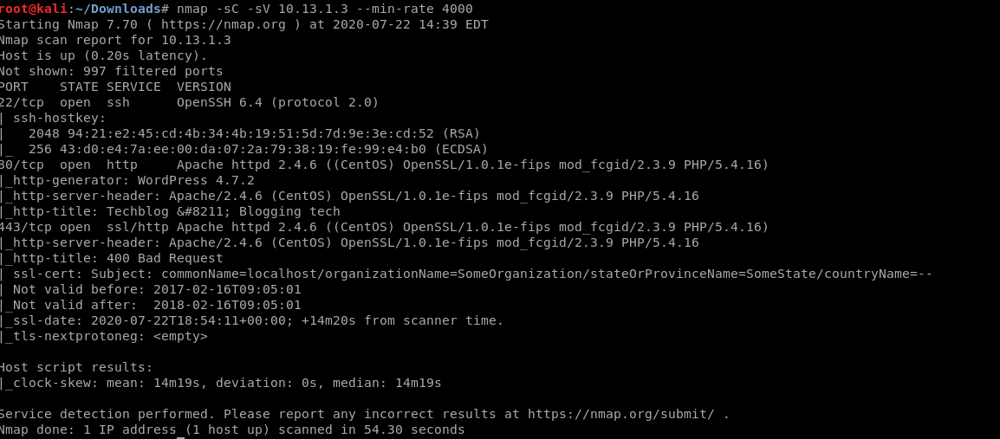 root@kali:~/Downloads# nmap -sC -sV 10.13.1.3 --min-rate 4000
Starting Nmap 7.70 ( https://nmap.org ) at 2020-07-22 14:39 EDT
Nmap scan report for 10.13.1.3
Host is up (0.20s latency).
Not shown: 997 filtered ports
PORT    STATE SERVICE  VERSION
22/tcp  open  ssh      OpenSSH 6.4 (protocol 2.0)
| ssh-hostkey:
|   2048 94:21:e2:45:cd:4b:34:4b:19:51:5d:7d:9e:3e:cd:52 (RSA)
|_  256 43:d0:e4:7a:ee:00:da:07:2a:79:38:19:fe:99:e4:b0 (ECDSA)
80/tcp  open  http     Apache httpd 2.4.6 ((CentOS) OpenSSL/1.0.1e-fips mod_fcgid/2.3.9 PHP/5.4.16)
|_http-generator: WordPress 4.7.2
|_http-server-header: Apache/2.4.6 (CentOS) OpenSSL/1.0.1e-fips mod_fcgid/2.3.9 PHP/5.4.16
|_http-title: Techblog &#8211; Blogging tech
443/tcp open  ssl/http Apache httpd 2.4.6 ((CentOS) OpenSSL/1.0.1e-fips mod_fcgid/2.3.9 PHP/5.4.16)
|_http-server-header: Apache/2.4.6 (CentOS) OpenSSL/1.0.1e-fips mod_fcgid/2.3.9 PHP/5.4.16
|_http-title: 400 Bad Request
| ssl-cert: Subject: commonName=localhost/organizationName=SomeOrganization/stateOrProvinceName=SomeState/countryName=--
| Not valid before: 2017-02-16T09:05:01
|_Not valid after:  2018-02-16T09:05:01
|_ssl-date: 2020-07-22T18:54:11+00:00; +14m20s from scanner time.
|_tls-nextprotoneg: <empty>
Host script results:
|_clock-skew: mean: 14m19s, deviation: 0s, median: 14m19s
Service detection performed. Please report any incorrect results at https://nmap.org/submit/ .
Nmap done: 1 IP address (1 host up) scanned in 54.30 seconds